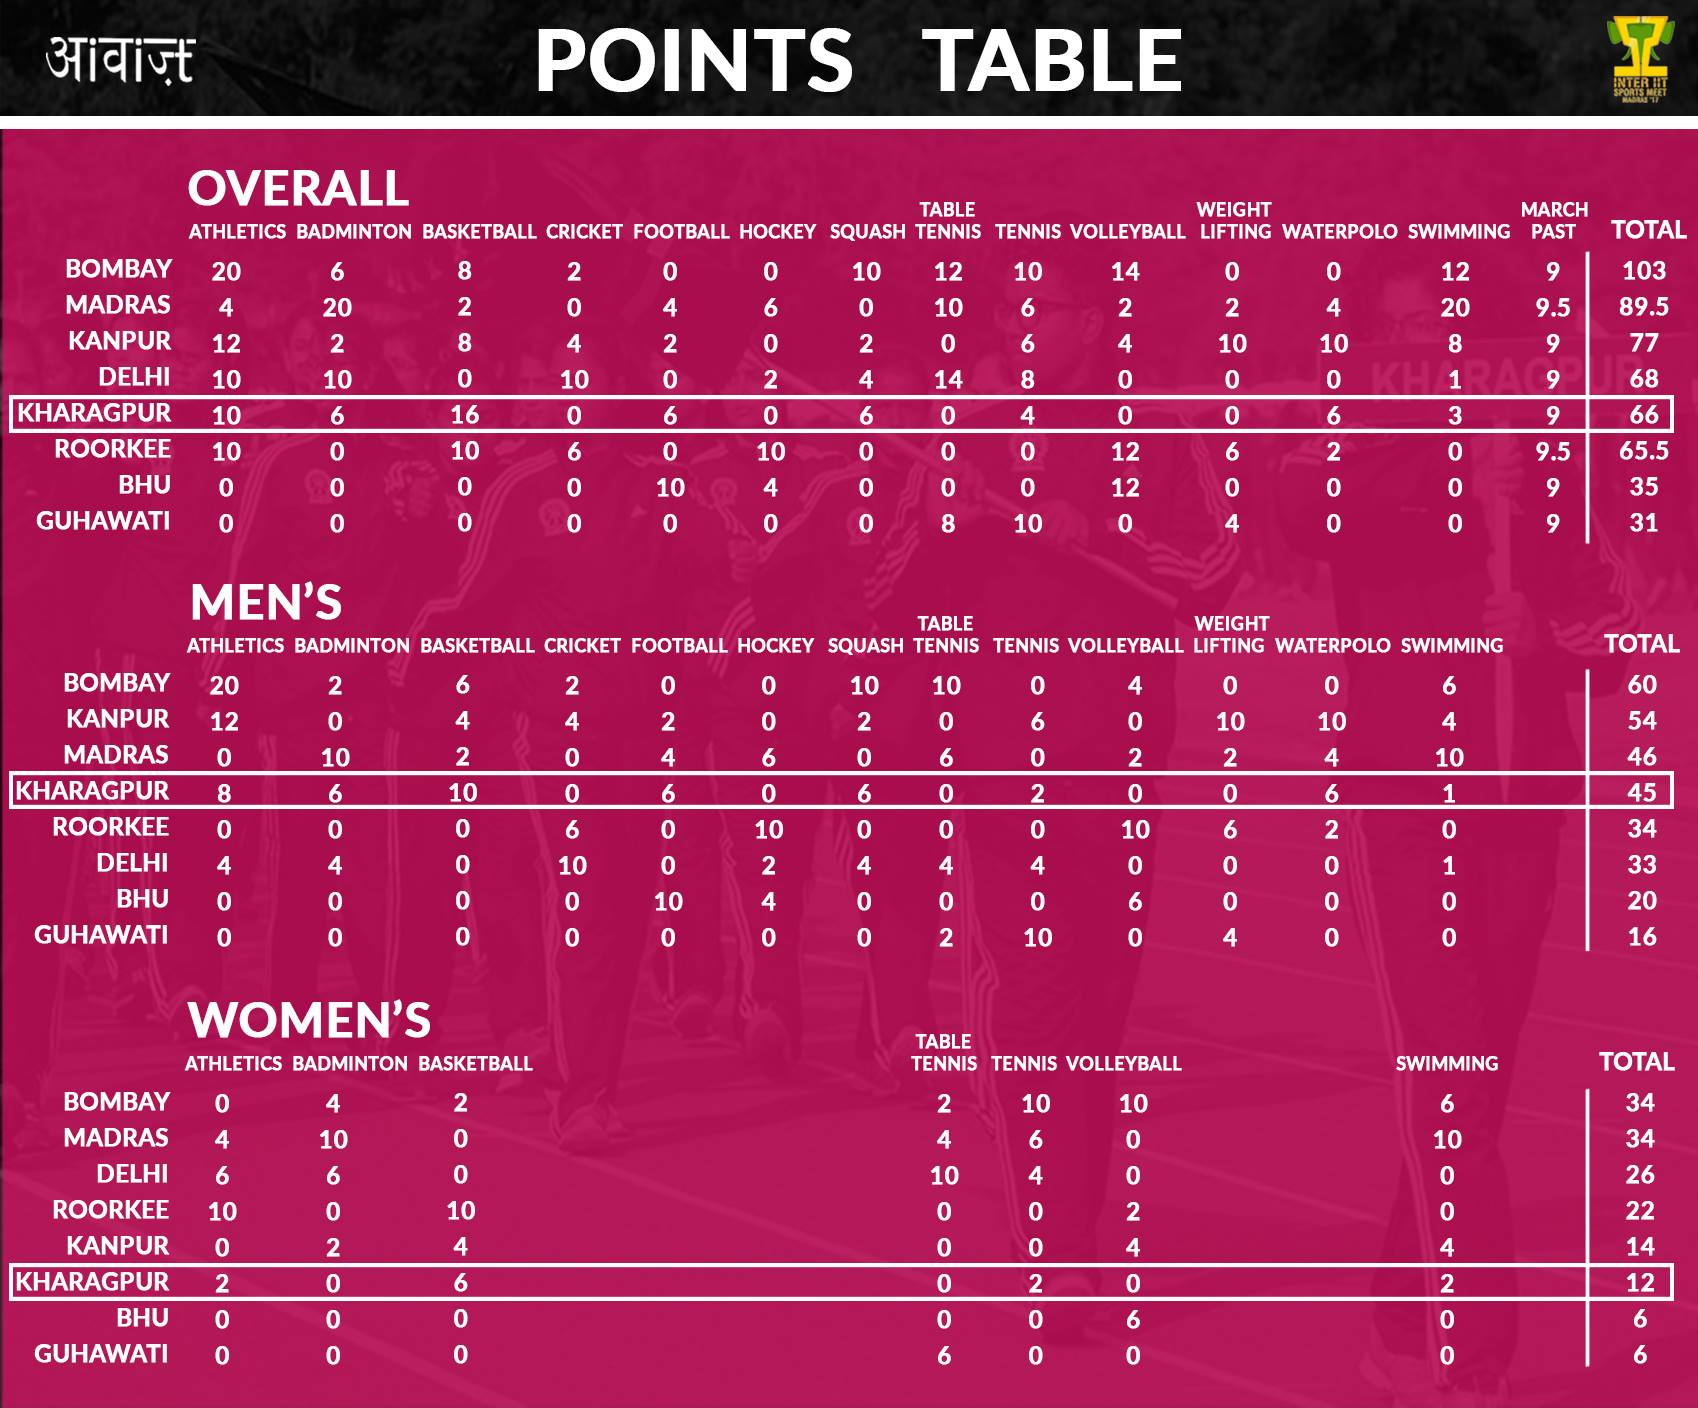 आवाज़
POINTS TABLE
INTER IIT
SPORTS MEET
MADRAS '17
OVERALL
ATHLETICS BADMINTON BASKETBALL CRICKET FOOTBALL HOCKEY SQUASH TABLE TENNIS TENNIS VOLLEYBALL WEIGHT LIFTING WATERPOLO SWIMMING MARCH PAST TOTAL
BOMBAY 20 6 8 2 0 0 10 12 10 14 0 0 12 9 103
MADRAS 4 20 2 0 4 6 0 10 6 2 2 4 20 9.5 89.5
KANPUR 12 2 8 4 2 0 2 0 6 4 10 10 8 9 77
DELHI 10 10 0 10 0 2 4 14 8 0 0 0 1 9 68
KHARAGPUR 10 6 16 0 6 0 6 0 4 0 0 6 3 9 66
ROORKEE 10 0 10 6 0 10 0 0 0 12 6 2 0 9.5 65.5
BHU 0 0 0 0 10 4 0 0 0 12 0 0 0 9 35
GUHAWATI 0 0 0 0 0 0 0 8 10 0 4 0 0 9 31
KHARAGPUR
MEN'S
ATHLETICS BADMINTON BASKETBALL CRICKET FOOTBALL HOCKEY SQUASH TABLE TENNIS TENNIS VOLLEYBALL WEIGHT LIFTING WATERPOLO SWIMMING TOTAL
BOMBAY 20 2 6 2 0 0 10 10 0 4 0 0 6 60
KANPUR 12 0 4 4 2 0 2 0 6 0 10 10 4 54
MADRAS 0 10 2 0 4 6 0 6 0 2 2 4 10 46
KHARAGPUR 8 6 10 0 6 0 6 0 2 0 0 6 1 45
ROORKEE 0 0 0 6 0 10 0 0 0 10 6 2 0 34
DELHI 4 4 0 10 0 2 4 4 4 0 0 0 1 33
BHU 0 0 0 0 10 4 0 0 0 6 0 0 0 20
GUHAWATI 0 0 0 0 0 0 0 2 10 0 4 0 0 16
WOMEN'S
ATHLETICS BADMINTON BASKETBALL TABLE TENNIS TENNIS VOLLEYBALL SWIMMING TOTAL
BOMBAY 0 4 2 2 10 10 6 34
MADRAS 4 10 0 4 6 0 10 34
DELHI 6 6 0 10 4 0 0 26
ROORKEE 10 0 10 0 0 2 0 22
KANPUR 0 2 4 0 0 4 4 14
KHARAGPUR 2 0 6 0 2 0 2 12
BHU 0 0 0 0 0 6 0 6
GUHAWATI 0 0 0 6 0 0 0 6